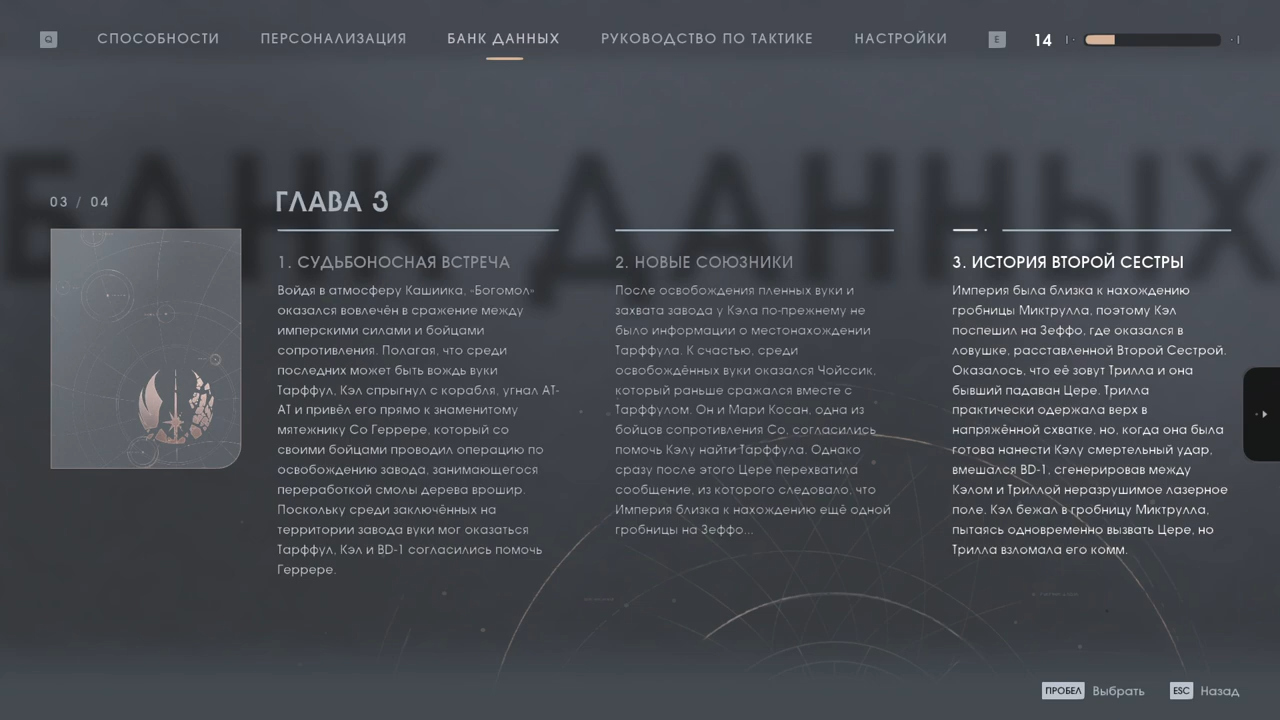 Q СПОСОБНОСТИ ПЕРСОНАЛИЗАЦИЯ БАНК ДАННЫХ РУКОВОДСТВО ПО ТАКТИКЕ НАСТРОЙКИ E 14
БАНК ДАННЫХ
03 / 04
ГЛАВА 3
1. СУДЬБОНОСНАЯ ВСТРЕЧА
Войдя в атмосферу Кашиика, «Богомол»
оказался вовлечён в сражение между
имперскими силами и бойцами
сопротивления. Полагая, что среди
последних может быть вождь вуки
Тарффул, Кэл спрыгнул с корабля, угнал AT-
AT и привёл его прямо к знаменитому
мятежнику Со Геррере, который со
своими бойцами проводил операцию по
освобождению завода, занимающегося
переработкой смолы дерева врошир.
Поскольку среди заключённых на
территории завода вуки мог оказаться
Тарффул, Кэл и BD-1 согласились помочь
Геррере.
2. НОВЫЕ СОЮЗНИКИ
После освобождения пленных вуки и
захвата завода у Кэла по-прежнему не
было информации о местонахождении
Тарффула. К счастью, среди
освобождённых вуки оказался Чойссик,
который раньше сражался вместе с
Тарффулом. Он и Мари Косан, одна из
бойцов сопротивления Со, согласились
помочь Кэлу найти Тарффула. Однако
сразу после этого Цере перехватила
сообщение, из которого следовало, что
Империя близка к нахождению ещё одной
гробницы на Зеффо...
3. ИСТОРИЯ ВТОРОЙ СЕСТРЫ
Империя была близка к нахождению
гробницы Миктрулла, поэтому Кэл
поспешил на Зеффо, где оказался в
ловушке, расставленной Второй Сестрой.
Оказалось, что её зовут Трилла и она
бывший падаван Цере. Трилла
практически одержала верх в
напряжённой схватке, но, когда она была
готова нанести Кэлу смертельный удар,
вмешался BD-1, сгенерировав между
Кэлом и Триллой неразрушимое лазерное
поле. Кэл бежал в гробницу Миктрулла,
пытаясь одновременно вызвать Цере, но
Трилла взломала его комм.
ПРОБЕЛ Выбрать ESC Назад